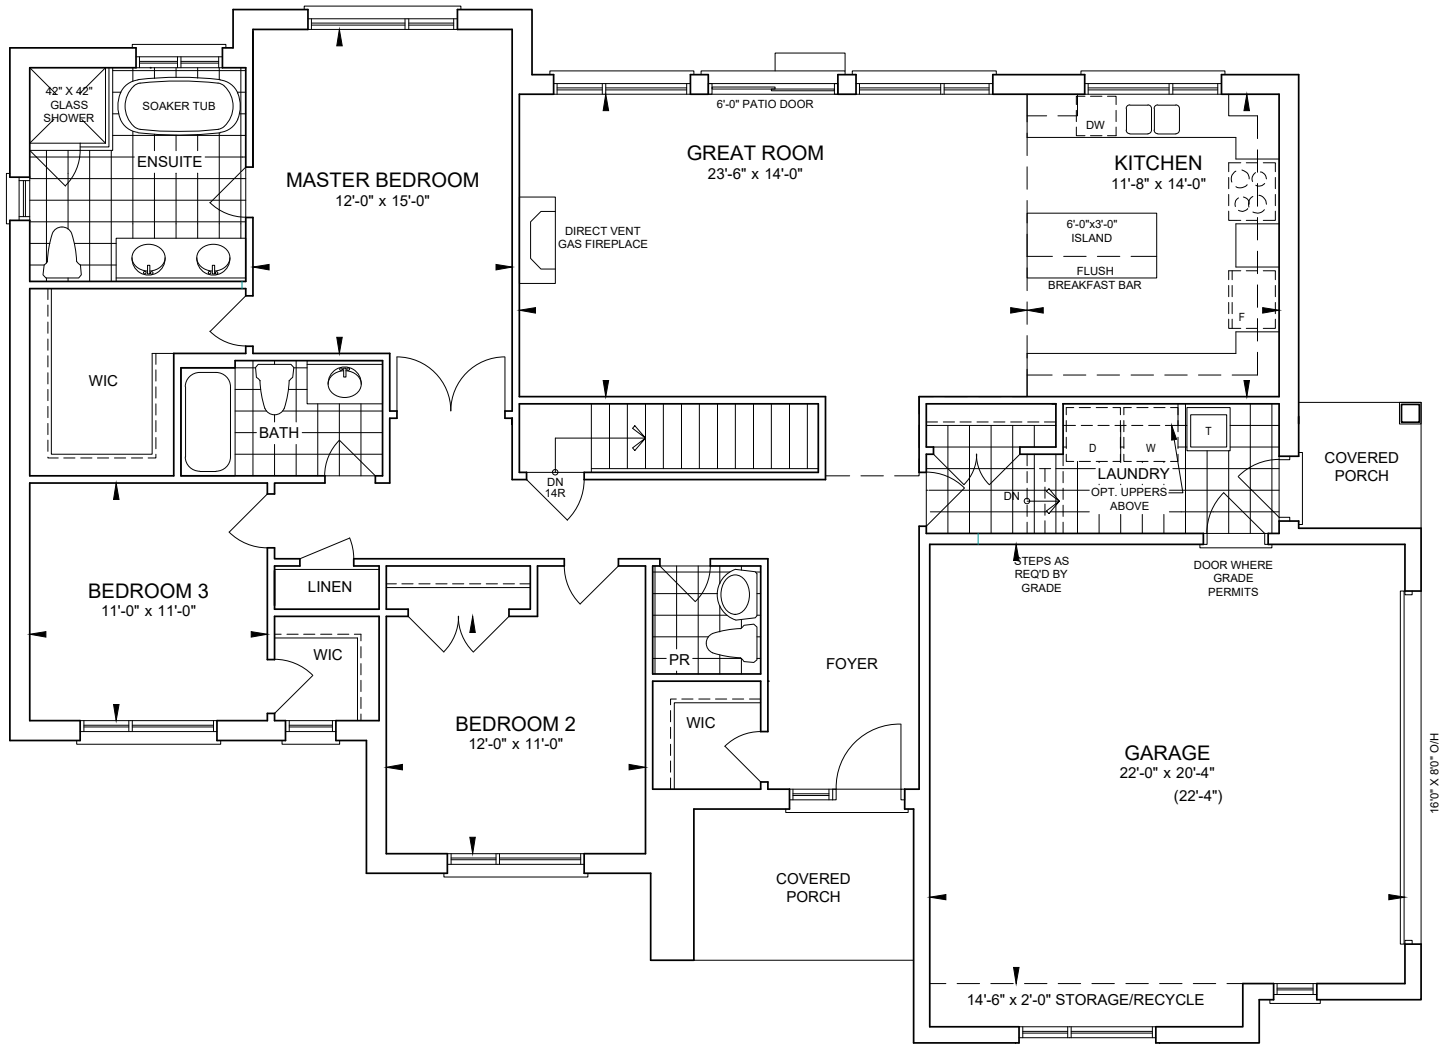 42" X 42"
GLASS
SHOWER
SOAKER TUB
ENSUITE
MASTER BEDROOM
12'-0" x 15'-0"
6'-0" PATIO DOOR
GREAT ROOM
23'-6" x 14'-0"
DIRECT VENT
GAS FIREPLACE
DW
KITCHEN
11'-8" x 14'-0"
6'-0"x3'-0"
ISLAND
FLUSH
BREAKFAST BAR
F
WIC
BATH
DN
14R
D
W
T
LAUNDRY
OPT. UPPERS
ABOVE
DN
COVERED
PORCH
BEDROOM 3
11'-0" x 11'-0"
LINEN
WIC
BEDROOM 2
12'-0" x 11'-0"
PR
WIC
FOYER
STEPS AS
REQ'D BY
GRADE
DOOR WHERE
GRADE
PERMITS
GARAGE
22'-0" x 20'-4"
(22'-4")
16'0" X 8'0" O/H
COVERED
PORCH
14'-6" x 2'-0" STORAGE/RECYCLE